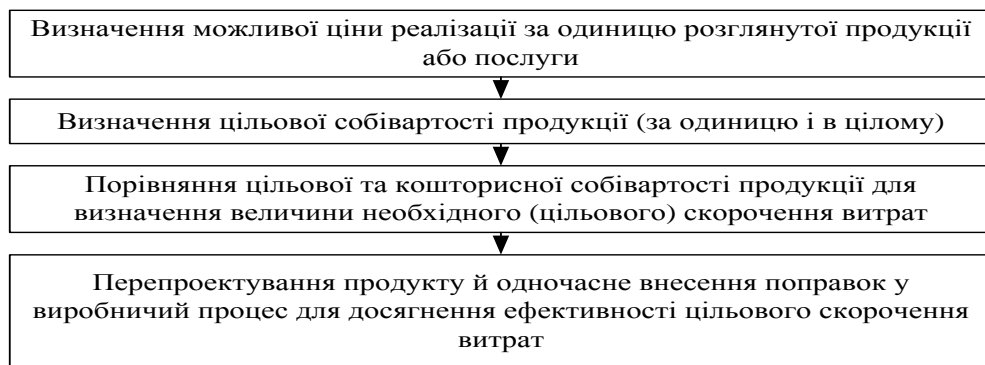 Визначення можливої ціни реалізації за одиницю розглянутої продукції
або послуги
Визначення цільової собівартості продукції (за одиницю і в цілому)
Порівняння цільової та кошторисної собівартості продукції для
визначення величини необхідного (цільового) скорочення витрат
Перепроектування продукту й одночасне внесення поправок у
виробничий процес для досягнення ефективності цільового скорочення
витрат